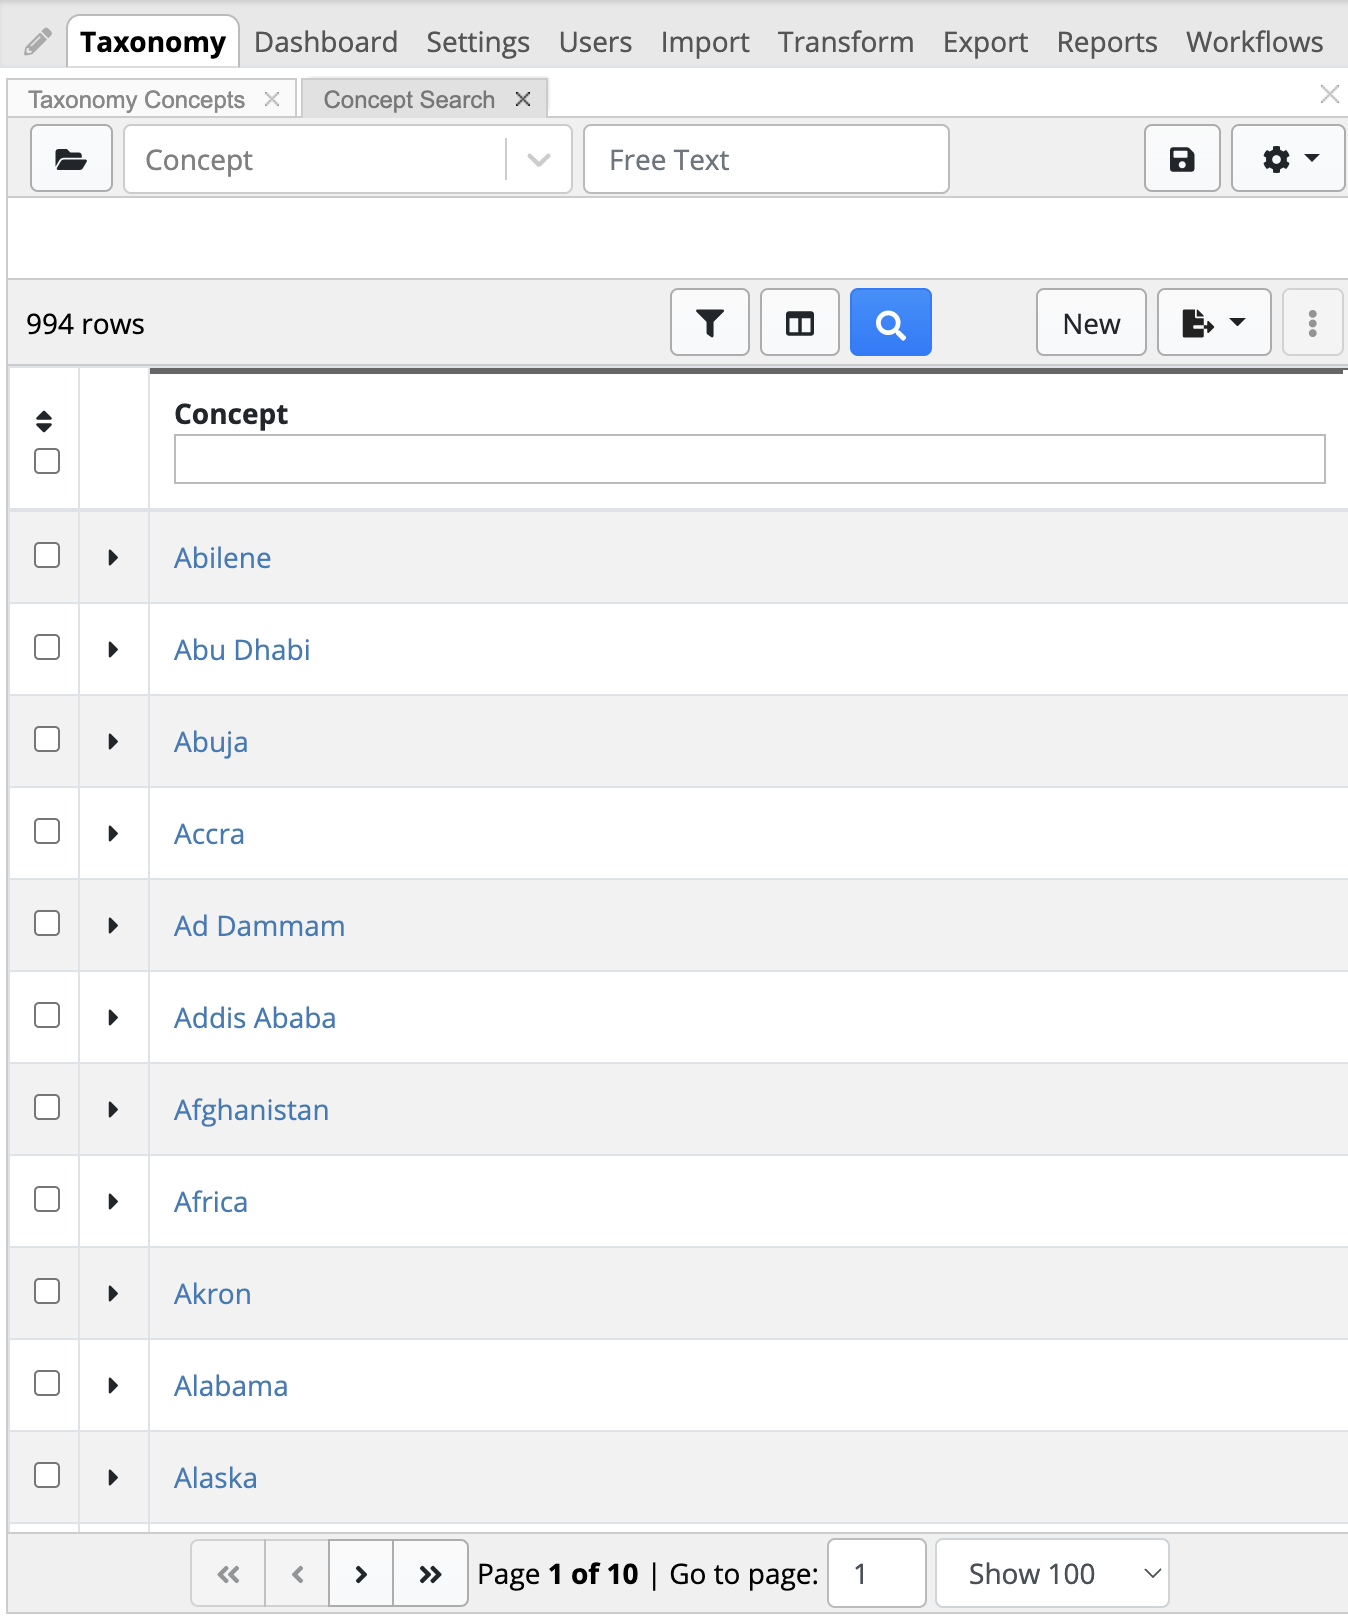 Taxonomy Dashboard Settings Users Import Transform Export Reports Workflows
Taxonomy Concepts Concept Search
Concept Free Text
994 rows New
Concept
Abilene
Abu Dhabi
Abuja
Accra
Ad Dammam
Addis Ababa
Afghanistan
Africa
Akron
Alabama
Alaska
Page 1 of 10 | Go to page: 1 Show 100